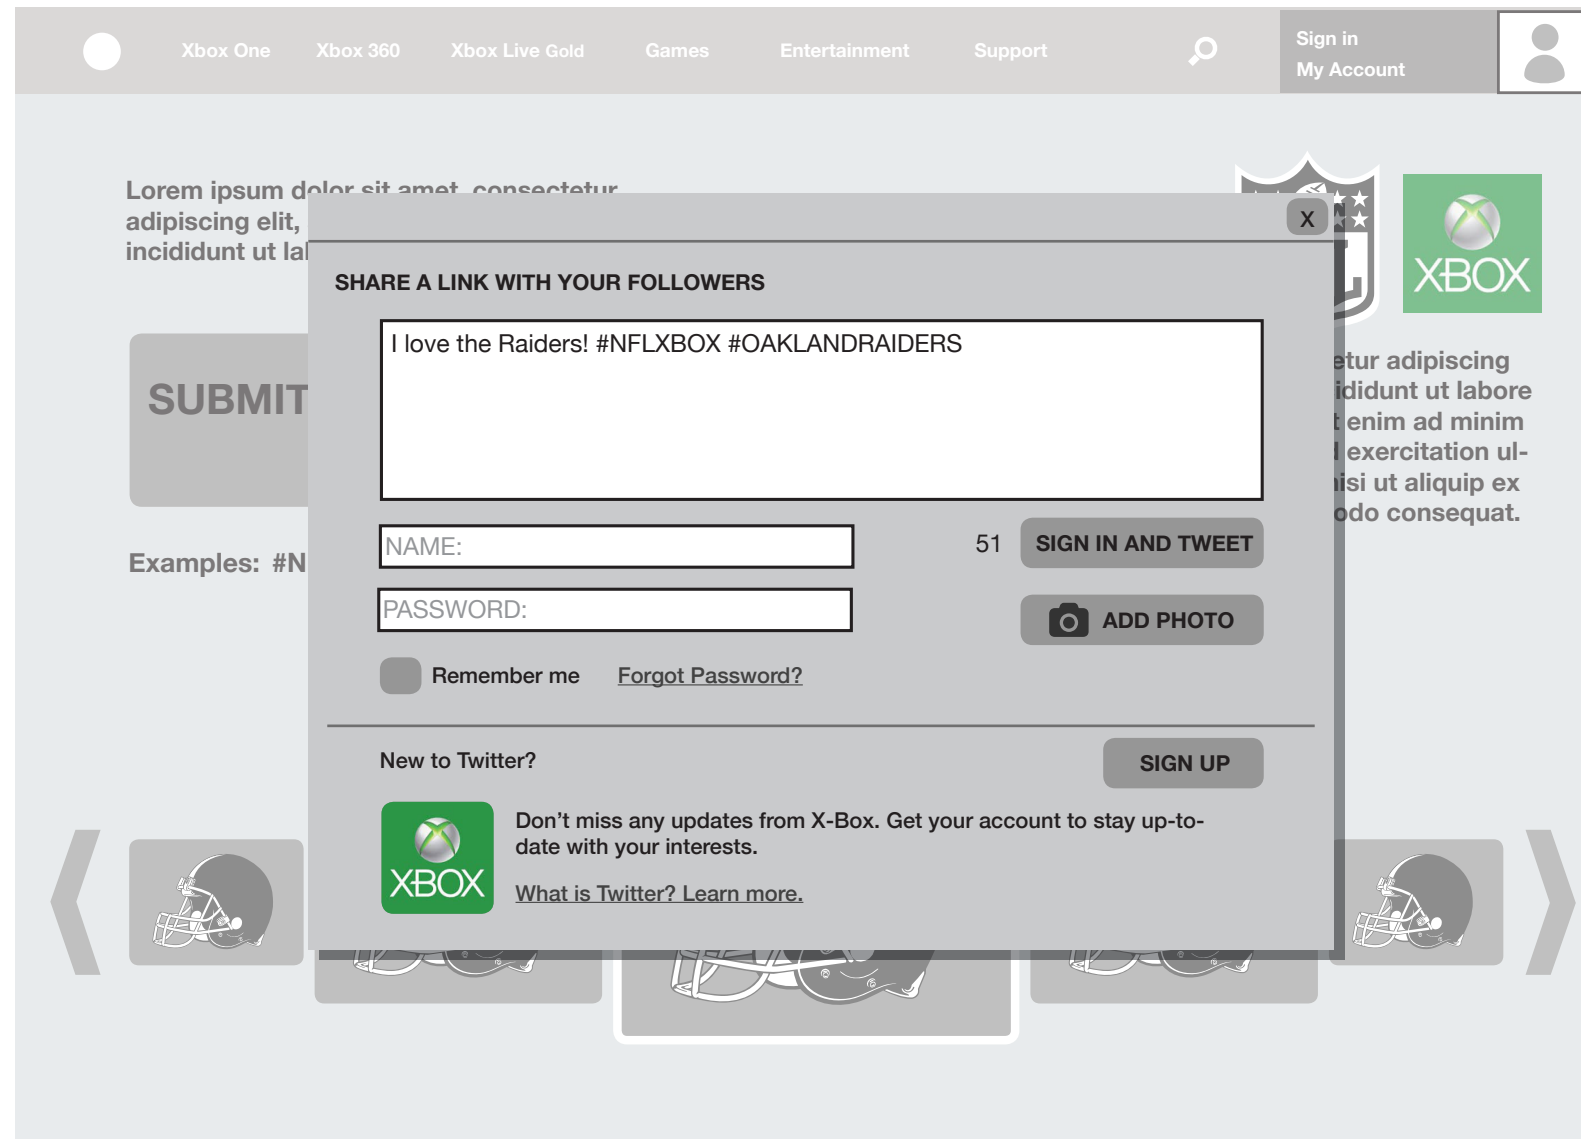 Xbox One Xbox 360 Xbox Live Gold Games Entertainment Support
Sign in
My Account
Lorem ipsum dolor sit amet, consectetur
adipiscing elit,
incididunt ut
XBOX
X
SHARE A LINK WITH YOUR FOLLOWERS
I love the Raiders! #NFLXBOX #OAKLANDRAIDERS
adipiscing
ut labore
enim ad minim
exercitation ul-
ut aliquip ex
consequat.
SUBMIT
Examples: #N
NAME:
51 SIGN IN AND TWEET
PASSWORD:
ADD PHOTO
Remember me Forgot Password?
New to Twitter?
SIGN UP
XBOX
Don’t miss any updates from X-Box. Get your account to stay up-to-
date with your interests.
What is Twitter? Learn more.